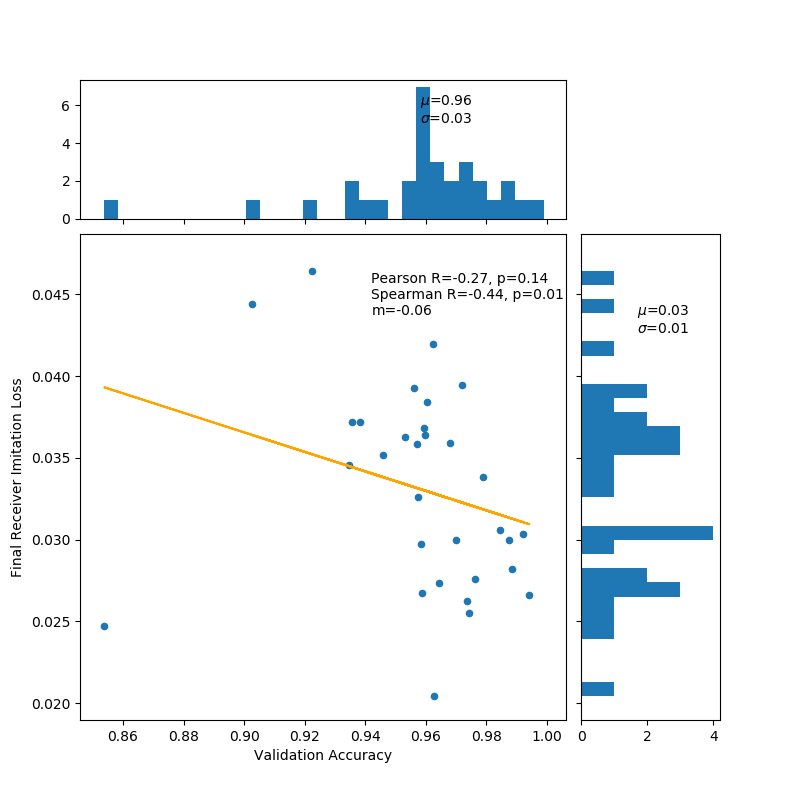 6
4
2
0
μ=0.96
σ=0.03
0.045
0.040
0.035
0.030
0.025
0.020
Final Receiver Imitation Loss
Pearson R=-0.27, p=0.14
Spearman R=-0.44, p=0.01
m=-0.06
μ=0.03
σ=0.01
0.86 0.88 0.90 0.92 0.94 0.96 0.98 1.00
0 2 4
Validation Accuracy